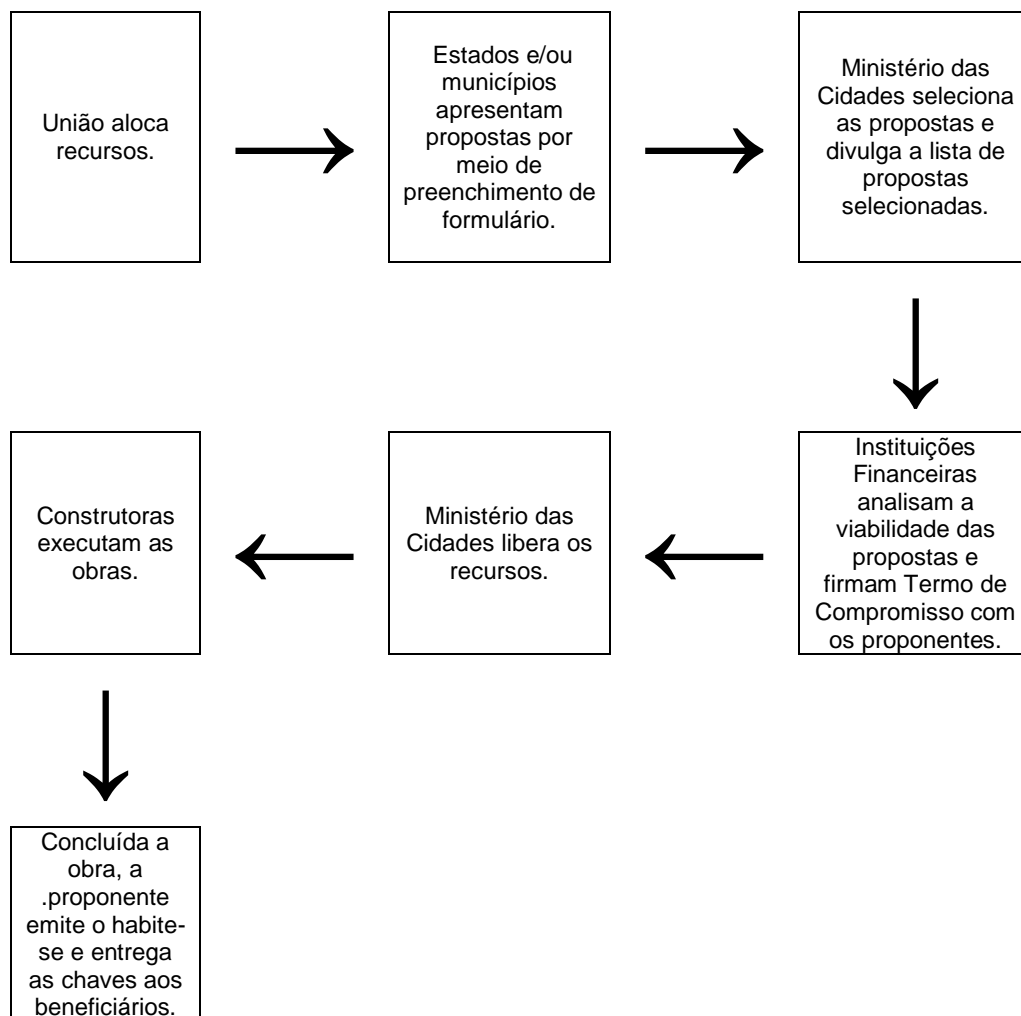 União aloca
recursos.
Estados e/ou
municípios
apresentam
propostas por
meio de
preenchimento de
formulário.
Ministério das
Cidades seleciona
as propostas e
divulga a lista de
propostas
selecionadas.
Instituições
Financeiras
analisam a
viabilidade das
propostas e
firmam Termo de
Compromisso com
os proponentes.
Ministério das
Cidades libera os
recursos.
Construtoras
executam as
obras.
Concluída a
obra, a
.proponente
emite o habite-
se e entrega
as chaves aos
beneficiários.